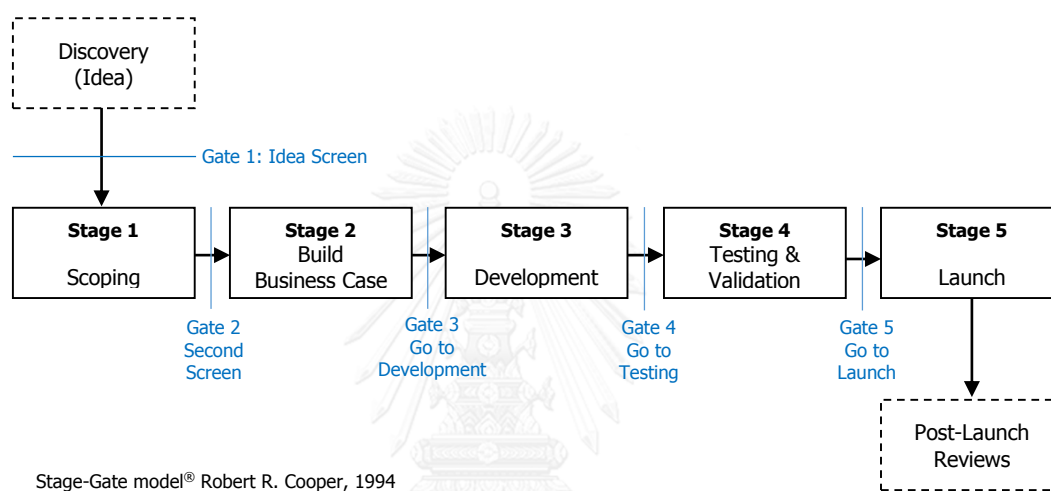 Discovery
(Idea)
Gate 1: Idea Screen
Stage 1
Scoping
Stage 2
Build
Business Case
Stage 3
Development
Stage 4
Testing &
Validation
Stage 5
Launch
Gate 2
Second
Screen
Gate 3
Go to
Development
Gate 4
Go to
Testing
Gate 5
Go to
Launch
Post-Launch
Reviews
Stage-Gate model® Robert R. Cooper, 1994